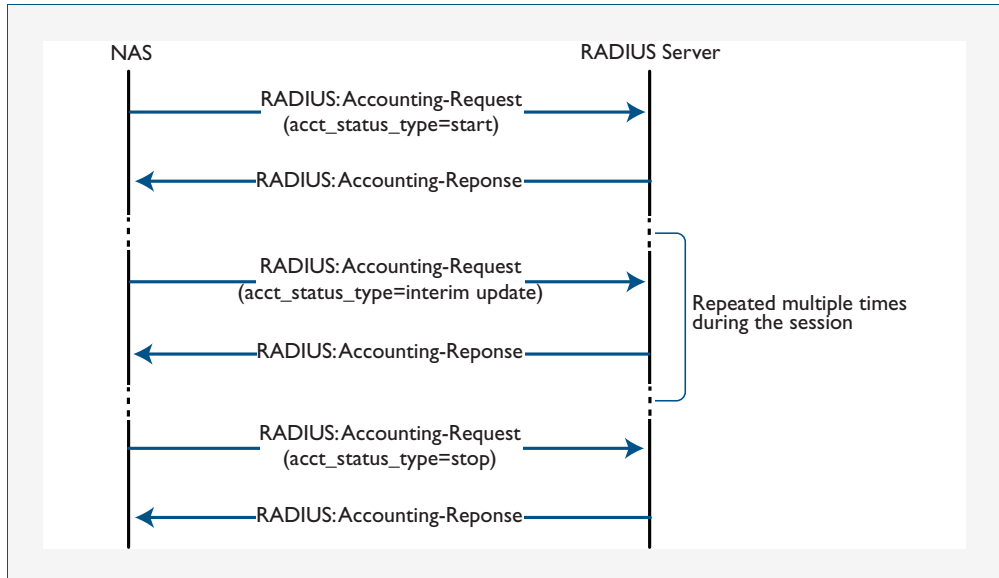 NAS
RADIUS Server
RADIUS: Accounting-Request
(acct_status_type=start)
RADIUS: Accounting-Reponse
RADIUS: Accounting-Request
(acct_status_type=interim update)
Repeated multiple times
during the session
RADIUS: Accounting-Reponse
RADIUS: Accounting-Request
(acct_status_type=stop)
RADIUS: Accounting-Reponse